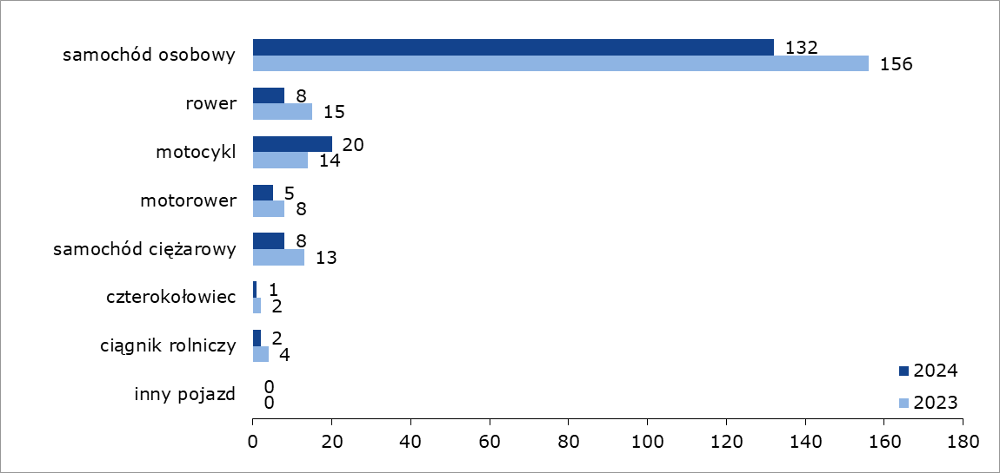 samochód osobowy 132
156
rower 8
15
motocykl 20
14
motorower 5
8
samochód ciężarowy 8
13
czterokołowiec 1
2
ciągnik rolniczy 2
4
inny pojazd 0
0
2024
2023
0 20 40 60 80 100 120 140 160 180